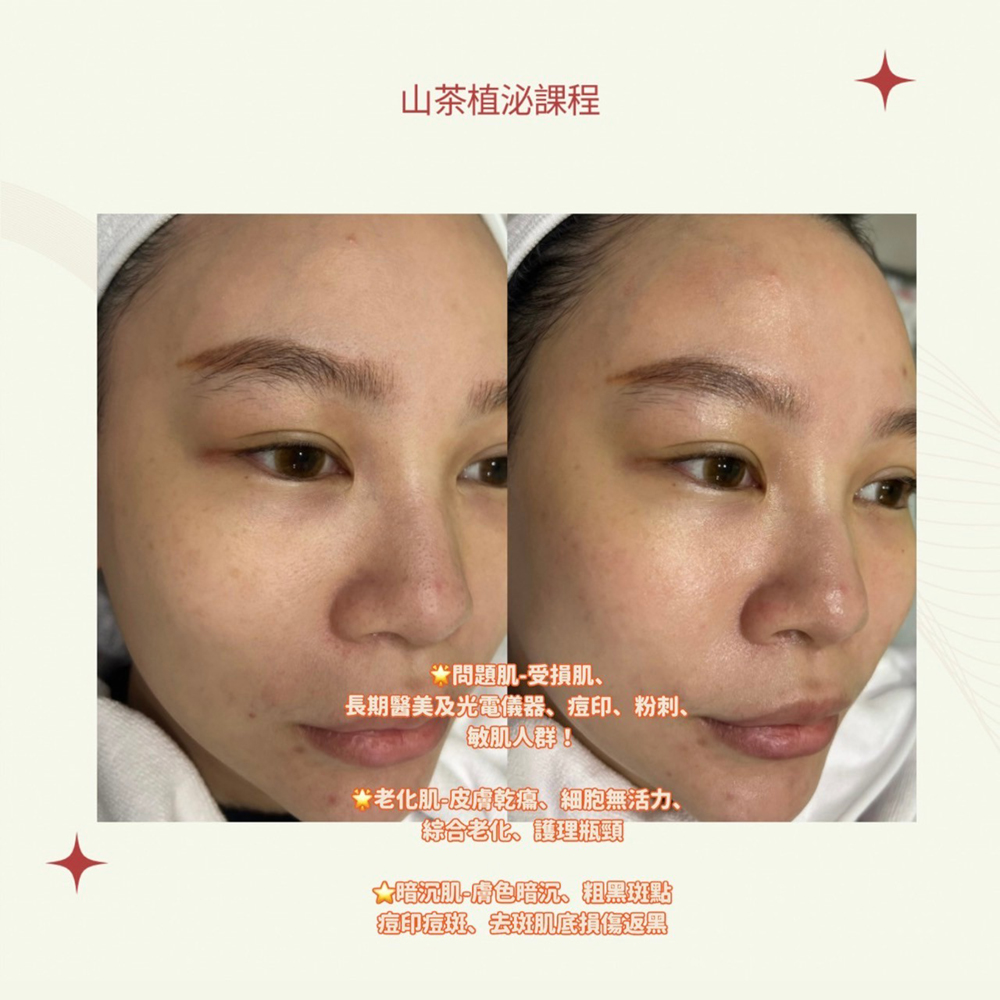 山茶植泌課程
🌟問題肌-受損肌、
長期醫美及光電儀器、痘印、粉刺、
敏肌人群！
🌟老化肌-皮膚乾癟、細胞無活力、
綜合老化、護理瓶頸
⭐暗沉肌-膚色暗沉、粗黑斑點
痘印痘斑、去斑肌底損傷返黑